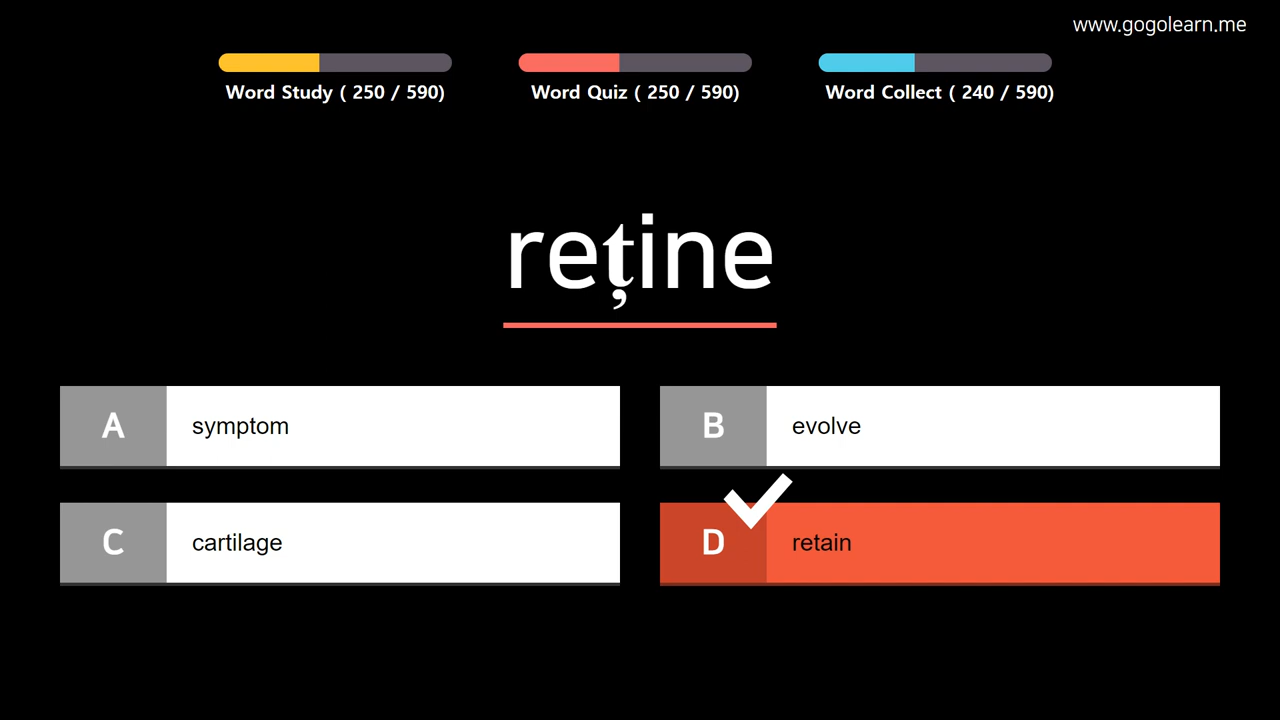 www.gogolearn.me
Word Study ( 250 / 590)
Word Quiz ( 250 / 590)
Word Collect ( 240 / 590)
reține
A symptom
B evolve
C cartilage
D retain